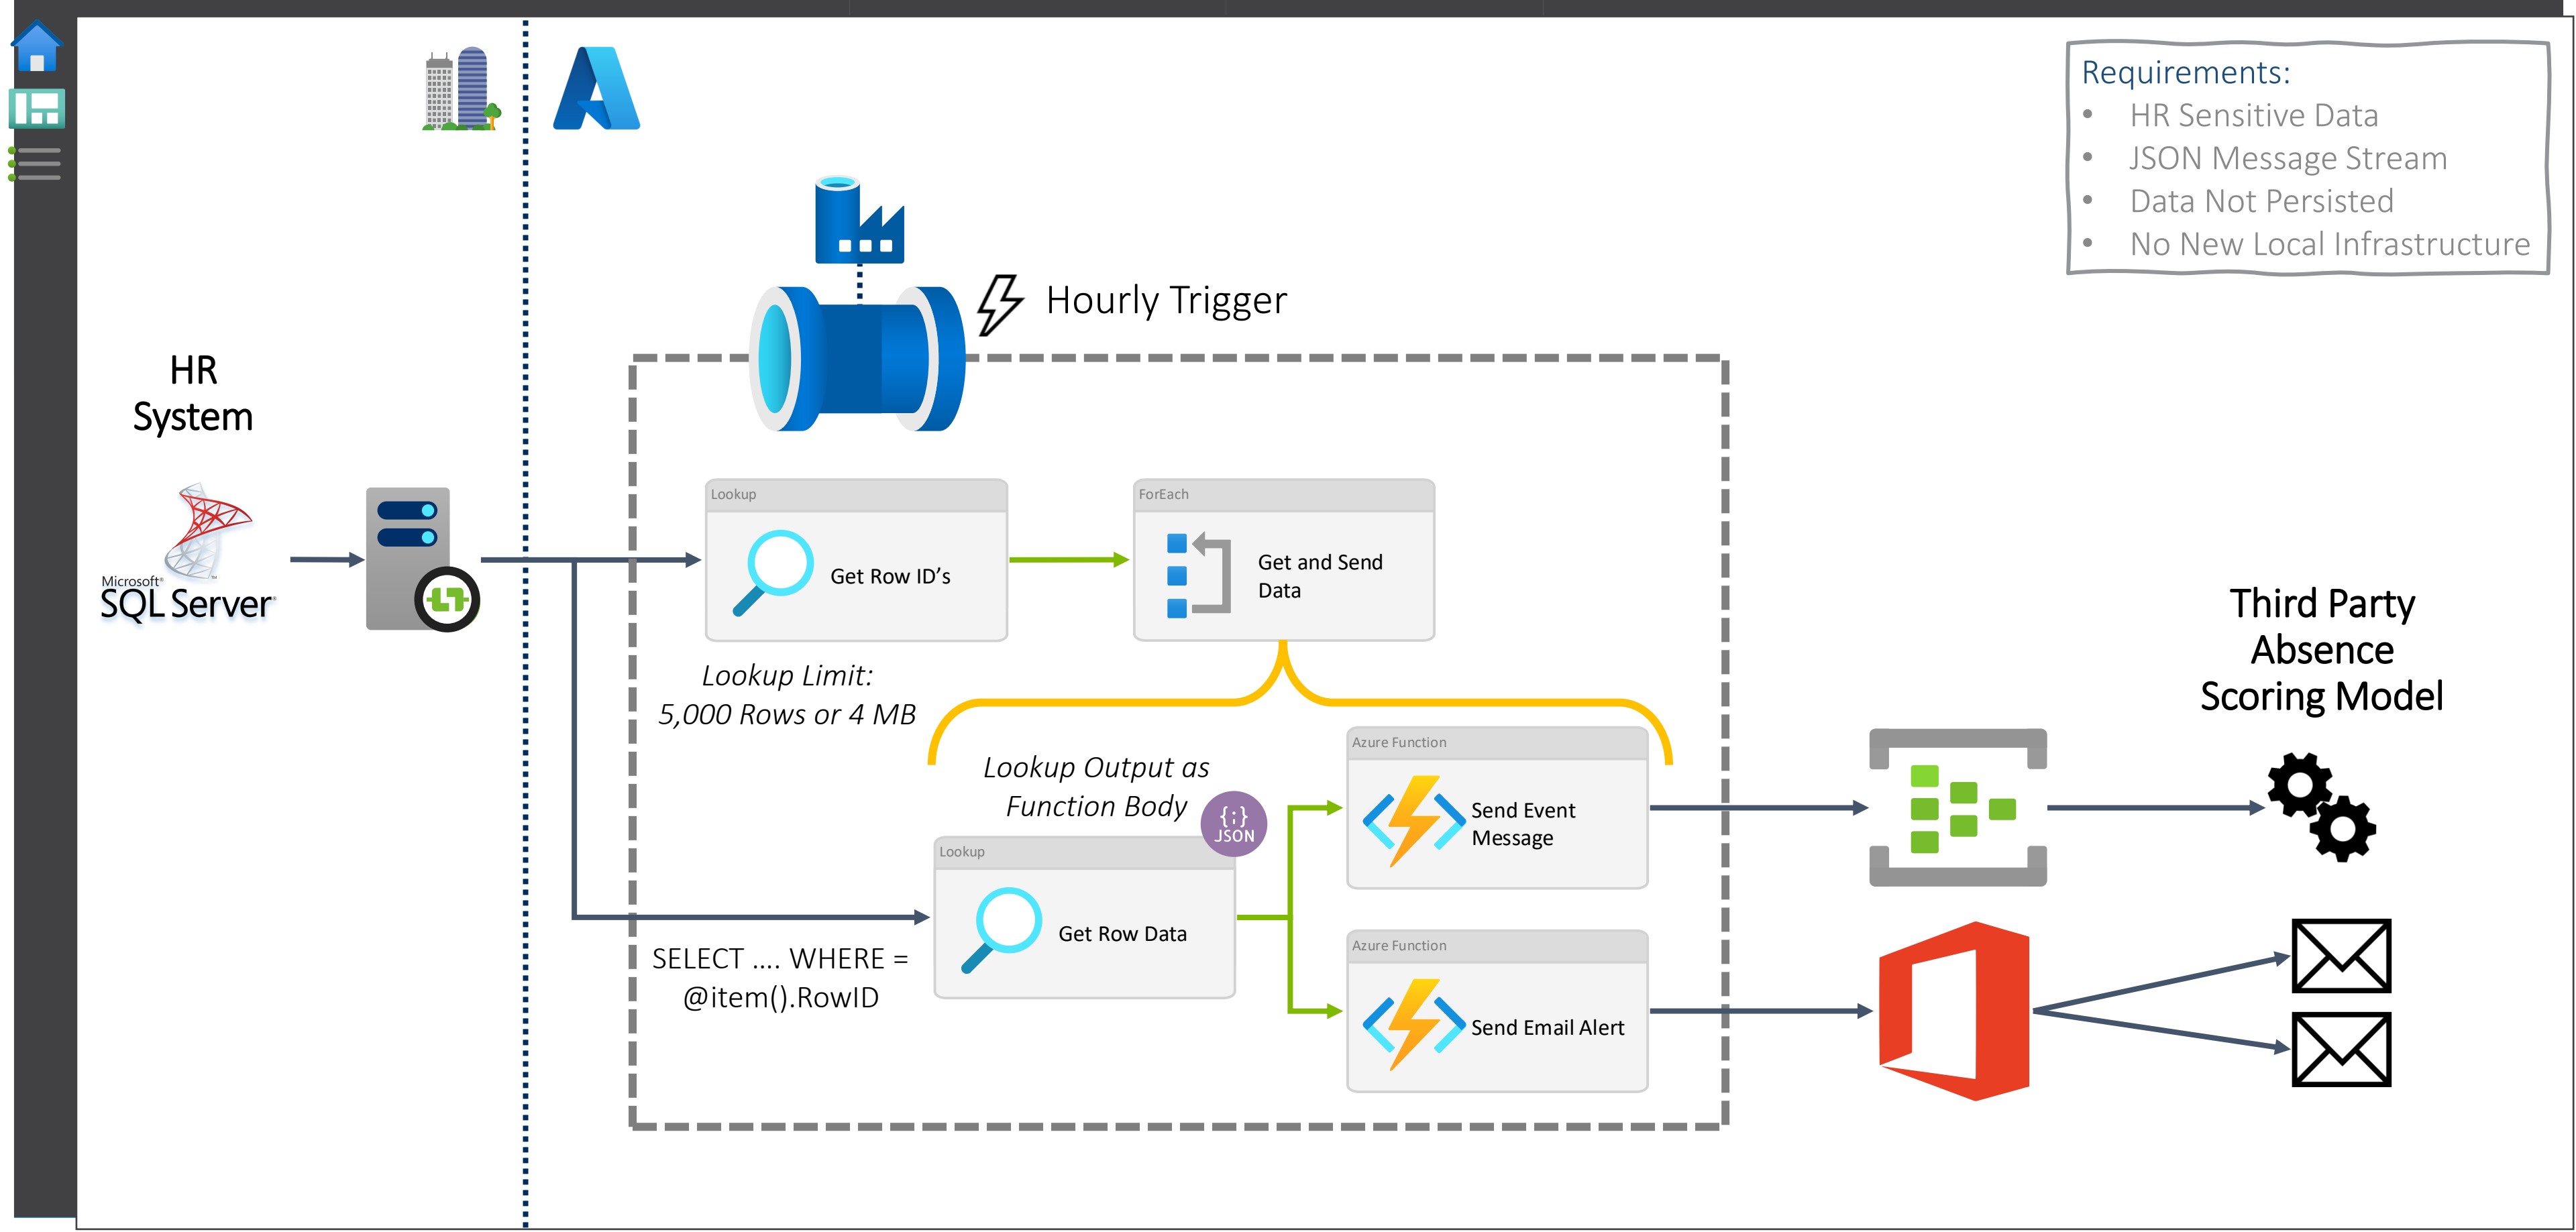 Requirements:
• HR Sensitive Data
• JSON Message Stream
• Data Not Persisted
• No New Local Infrastructure
Hourly Trigger
HR
System
Microsoft®
SQL Server®
Lookup
Get Row ID's
ForEach
Get and Send
Data
Lookup Limit:
5,000 Rows or 4 MB
Lookup Output as
Function Body
{:}
JSON
Lookup
Get Row Data
SELECT .... WHERE =
@item().RowID
Azure Function
Send Event
Message
Azure Function
Send Email Alert
Third Party
Absence
Scoring Model